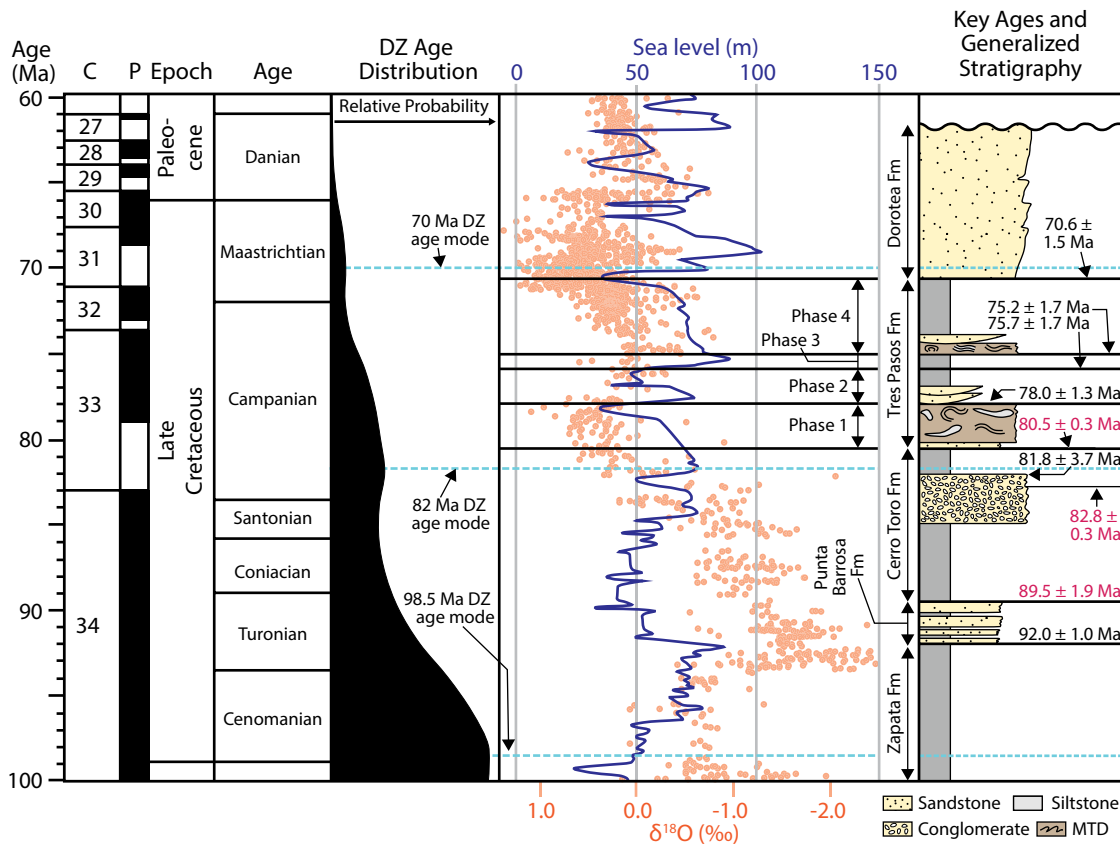 Age
(Ma)
C
P
Epoch
Age
DZ Age
Distribution
Sea level (m)
0
50
100
150
Key Ages and
Generalized
Stratigraphy
60
70
80
90
100
27
28
29
30
31
32
33
34
Paleo-
cene
Late
Cretaceous
Danian
Maastrichtian
Campanian
Santonian
Coniacian
Turonian
Cenomanian
Relative Probability
70 Ma DZ
age mode
82 Ma DZ
age mode
98.5 Ma DZ
age mode
Phase 4
Phase 3
Phase 2
Phase 1
Punta
Barrosa
Fm
Dorotea Fm
Tres Pasos Fm
Cerro Toro Fm
Zapata Fm
70.6 ±
1.5 Ma
75.2 ± 1.7 Ma
75.7 ± 1.7 Ma
78.0 ± 1.3 Ma
80.5 ± 0.3 Ma
81.8 ± 3.7 Ma
82.8 ±
0.3 Ma
89.5 ± 1.9 Ma
92.0 ± 1.0 Ma
1.0
0.0
-1.0
-2.0
δ¹⁸O (‰)
Sandstone
Siltstone
Conglomerate
MTD